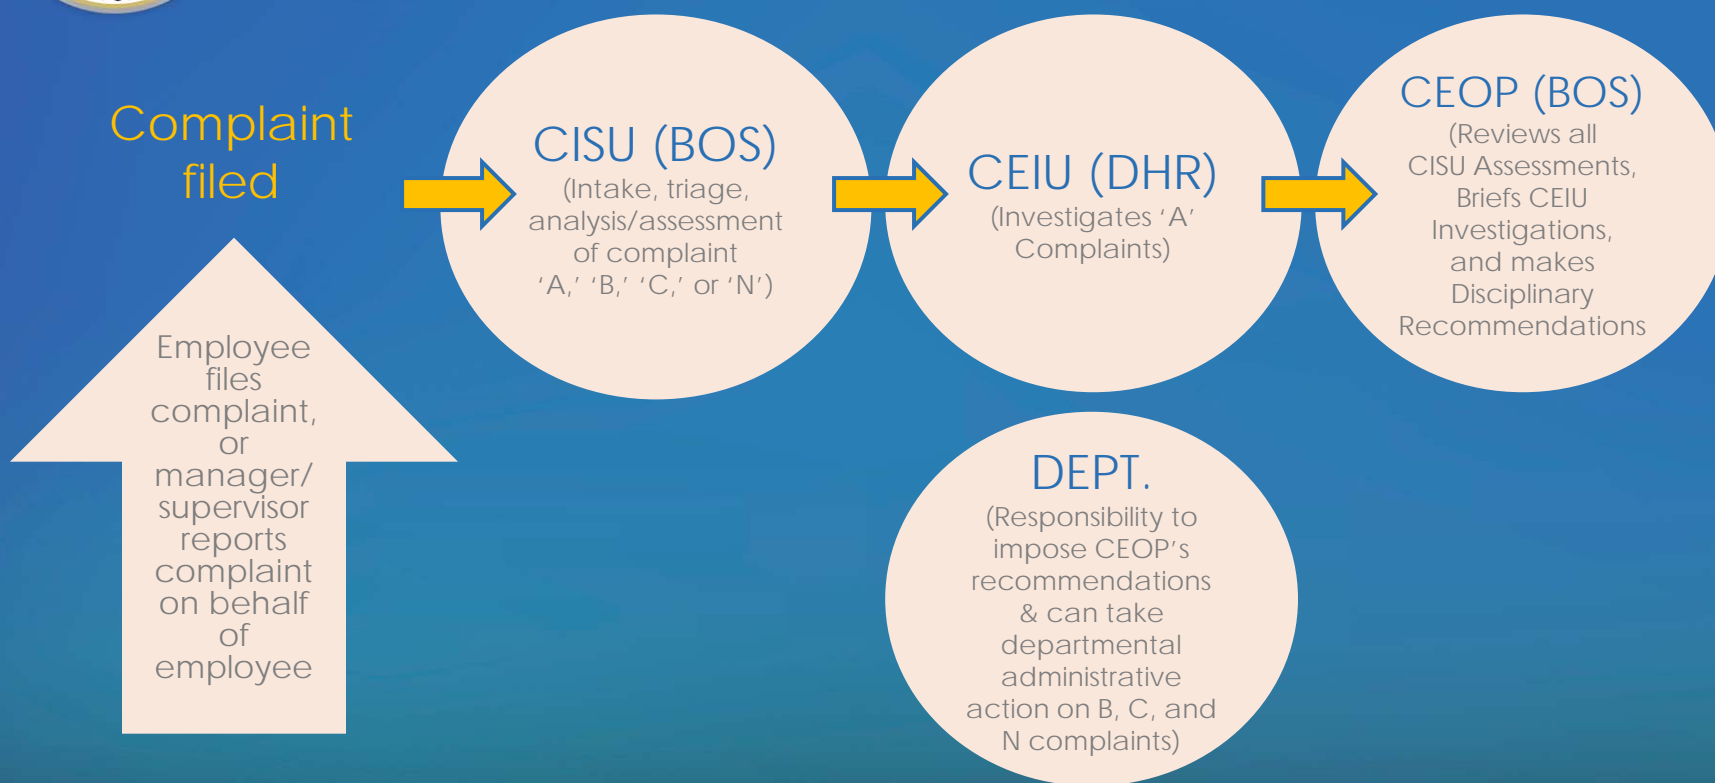 Complaint
filed
Employee
files
complaint,
or
manager/
supervisor
reports
complaint
on behalf
of
employee
CISU (BOS)
(Intake, triage,
analysis/assessment
of complaint
‘A,’ ‘B,’ ‘C,’ or ‘N’)
CEIU (DHR)
(Investigates ‘A’
Complaints)
CEOP (BOS)
(Reviews all
CISU Assessments,
Briefs CEIU
Investigations,
and makes
Disciplinary
Recommendations
DEPT.
(Responsibility to
impose CEOP’s
recommendations
& can take
departmental
administrative
action on B, C, and
N complaints)